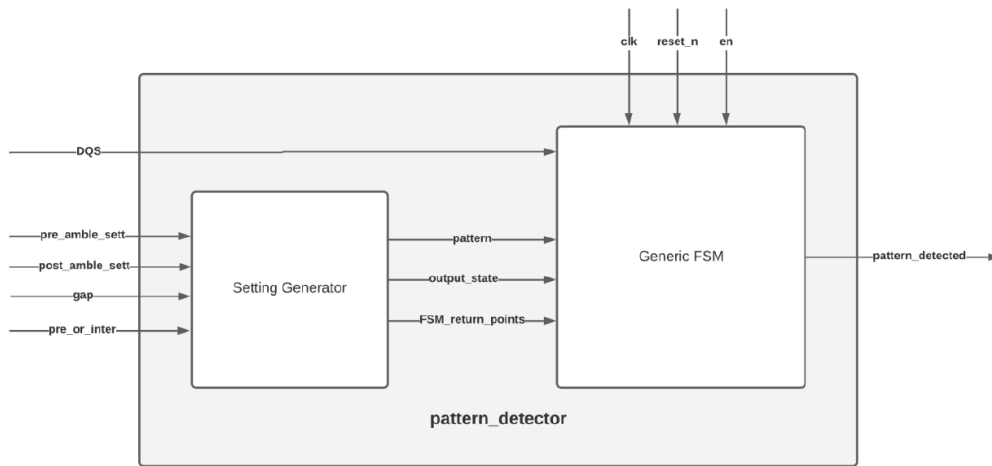 clk
reset_n
en
DQS
pre_amble_sett
post_amble_sett
gap
pre_or_inter
Setting Generator
pattern
output_state
FSM_return_points
Generic FSM
pattern_detected
pattern_detector